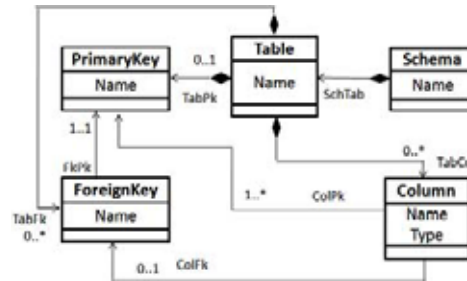 PrimaryKey
Name
0..1
TabPk
Table
Name
SchTab
Schema
Name
1..1
FkPk
ForeignKey
Name
TabFk
0..*
0..1
ColFk
1..*
ColPk
0..*
Column
Name
Type